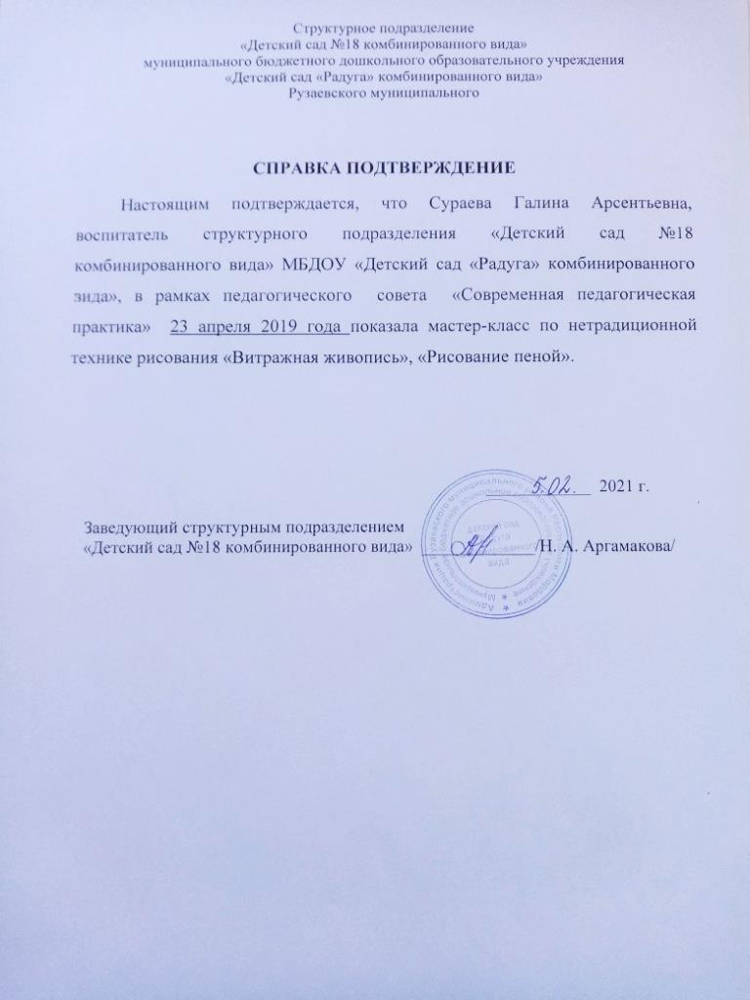 Структурное подразделение
«Детский сад №18 комбинированного вида»
муниципального бюджетного дошкольного образовательного учреждения
«Детский сад «Радуга» комбинированного вида»
Рузаевского муниципального
СПРАВКА ПОДТВЕРЖДЕНИЕ
Настоящим подтверждается, что Сураева Галина Арсентьевна,
воспитатель структурного подразделения «Детский сад №18
комбинированного вида» МБДОУ «Детский сад «Радуга» комбинированного
вида», в рамках педагогического совета «Современная педагогическая
практика» 23 апреля 2019 года показала мастер-класс по нетрадиционной
технике рисования «Витражная живопись», «Рисование пеной».
5.02. 2021 г.
Заведующий структурным подразделением
«Детский сад №18 комбинированного вида» /Н. А. Аргамакова/